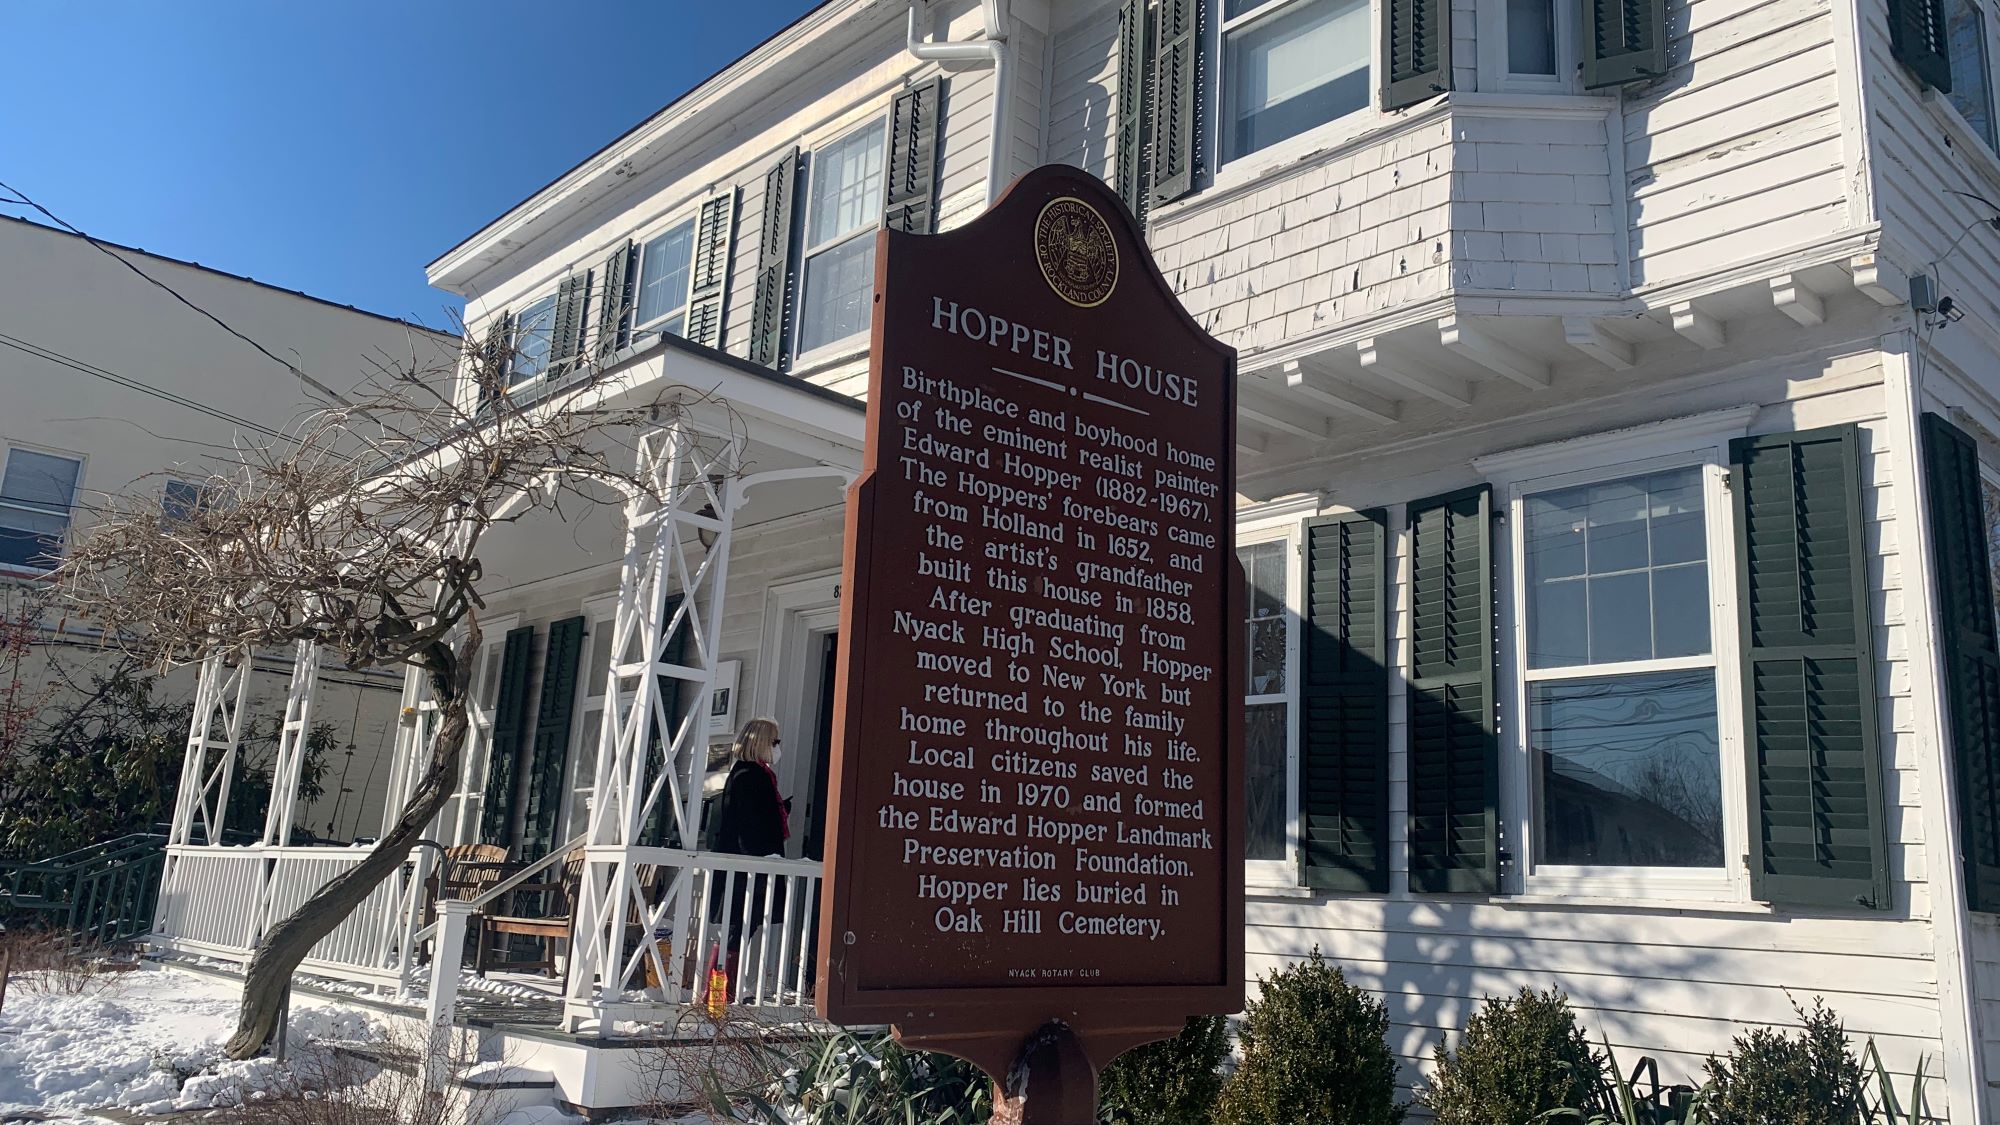 THE HISTORICAL SOCIETY
OF ROCKLAND COUNTY
HOPPER HOUSE
Birthplace and boyhood home
of the eminent realist painter
Edward Hopper (1882-1967).
The Hoppers' forebears came
from Holland in 1652, and
the artist's grandfather
built this house in 1858.
After graduating from
Nyack High School, Hopper
moved to New York but
returned to the family
home throughout his life.
Local citizens saved the
house in 1970 and formed
the Edward Hopper Landmark
Preservation Foundation.
Hopper lies buried in
Oak Hill Cemetery.
NYACK ROTARY CLUB